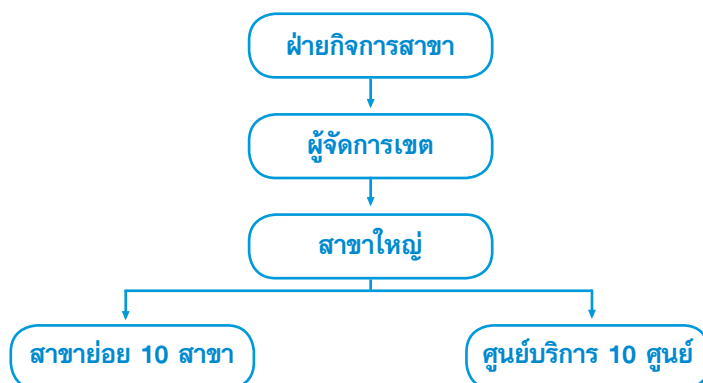 ฝ่ายกิจการสาขา
ผู้จัดการเขต
สาขาใหญ่
สาขาย่อย 10 สาขา
ศูนย์บริการ 10 ศูนย์